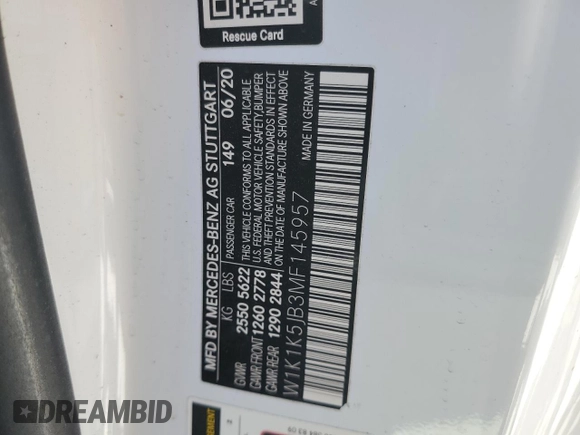 Rescue Card
MFD BY MERCEDES-BENZ AG STUTTGART
PASSENGER CAR 149 06/20
KG LBS
GVWR 2550 5622
GAWR FRONT 1260 2778
GAWR REAR 1290 2844
THIS VEHICLE CONFORMS TO ALL APPLICABLE
U.S. FEDERAL MOTOR VEHICLE SAFETY, BUMPER
AND THEFT PREVENTION STANDARDS IN EFFECT
ON THE DATE OF MANUFACTURE SHOWN ABOVE
W1K1K5JB3MF145957
MADE IN GERMANY
DREAMBID